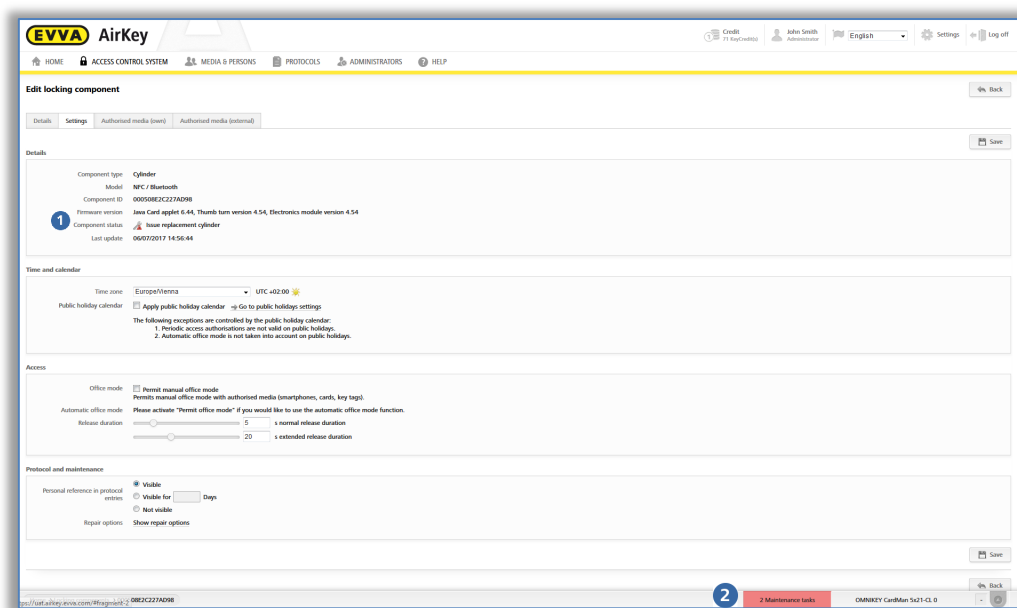 EVVA AirKey
Credit
71 KeyCredit(s)
John Smith
Administrator
English
Settings
Log off
HOME ACCESS CONTROL SYSTEM MEDIA & PERSONS PROTOCOLS ADMINISTRATORS HELP
Edit locking component
Back
Details Settings Authorised media (own) Authorised media (external)
Save
Details
Component type Cylinder
Model NFC / Bluetooth
Component ID 000508E2C227AD98
Firmware version Java Card applet 6.44, Thumb turn version 4.54, Electronics module version 4.54
1
Component status Issue replacement cylinder
Last update 06/07/2017 14:56:44
Time and calendar
Time zone Europe/Vienna UTC +02:00
Public holiday calendar Apply public holiday calendar Go to public holidays settings
The following exceptions are controlled by the public holiday calendar:
1. Periodic access authorisations are not valid on public holidays.
2. Automatic office mode is not taken into account on public holidays.
Access
Office mode Permit manual office mode
Permits manual office mode with authorised media (smartphones, cards, key tags).
Automatic office mode Please activate "Permit office mode" if you would like to use the automatic office mode function.
Release duration 5 s normal release duration
20 s extended release duration
Protocol and maintenance
Personal reference in protocol entries
Visible
Visible for Days
Not visible
Repair options Show repair options
Save
Back
ps://uat.airkey.evva.com/#fragment-2 08E2C227AD98
2
2 Maintenance tasks OMNIKEY CardMan 5x21-CL 0 -